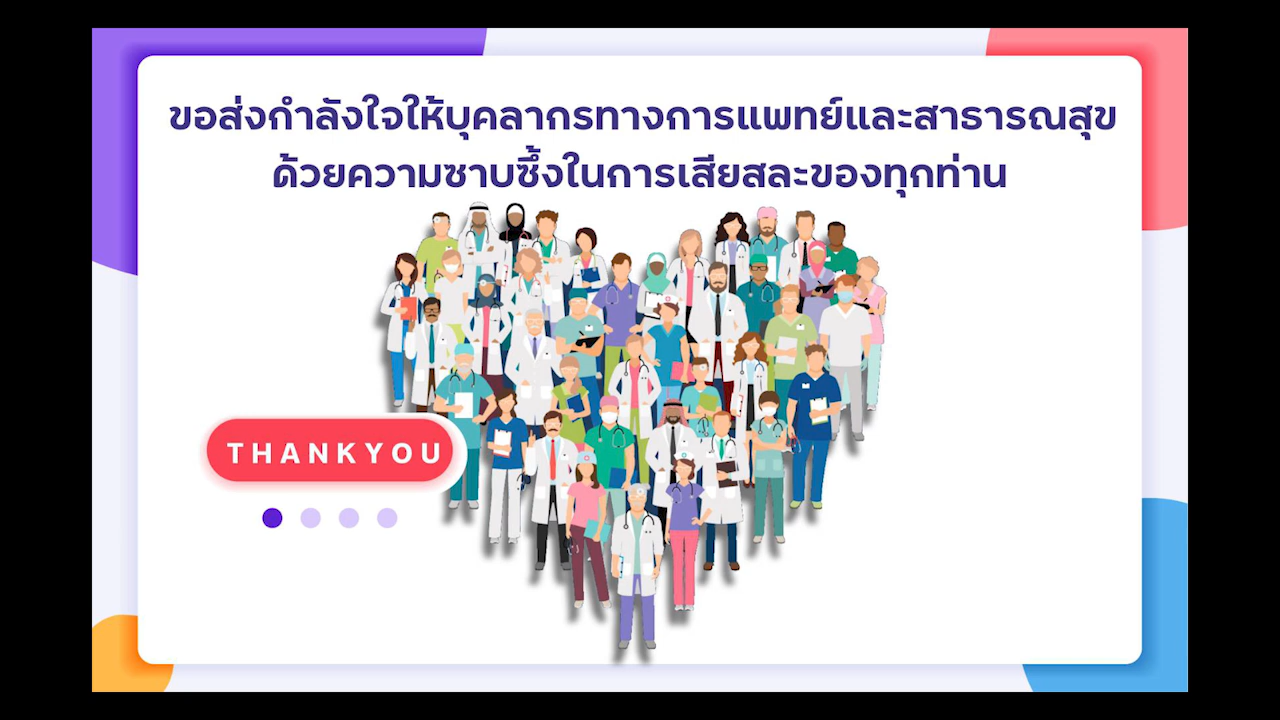 ขอส่งกำลังใจให้บุคลากรทางการแพทย์และสาธารณสุข
ด้วยความซาบซึ้งในการเสียสละของทุกท่าน
THANKYOU